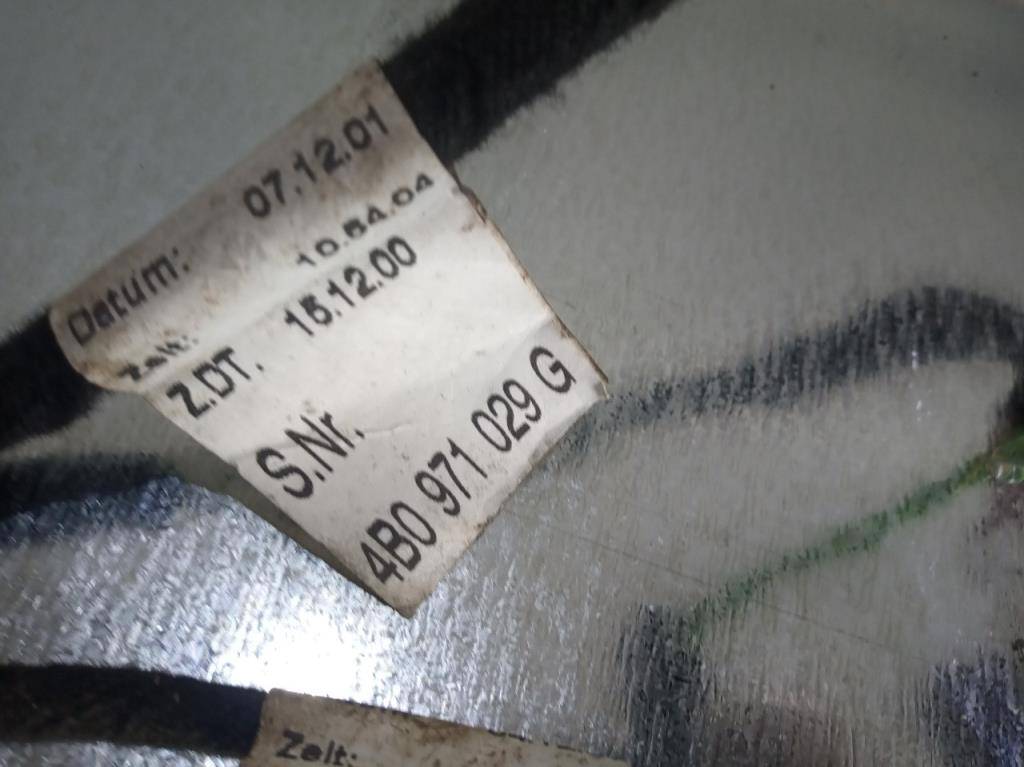 Datum: 07.12.01
Zeit: 10.54.04
Z.DT. 15.12.00
S.Nr.
4B0 971 029 G
Zeit: